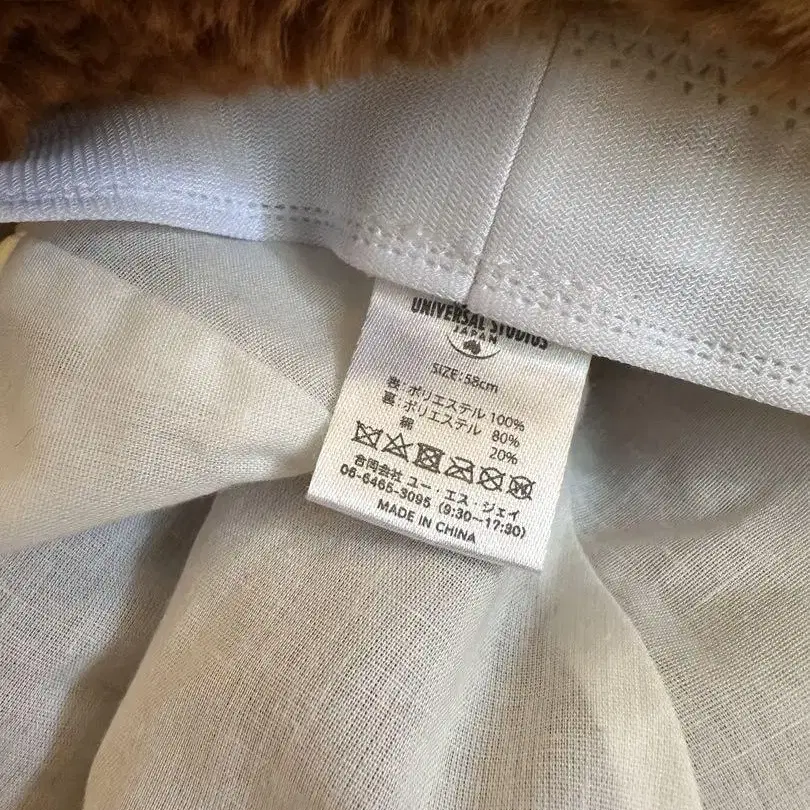 UNIVERSAL STUDIOS
JAPAN
SIZE:58cm
表:ポリエステル 100%
裏:ポリエステル 80%
綿 20%
合同会社 ユー・エス・ジェイ
06-6465-3095 (9:30~17:30)
MADE IN CHINA